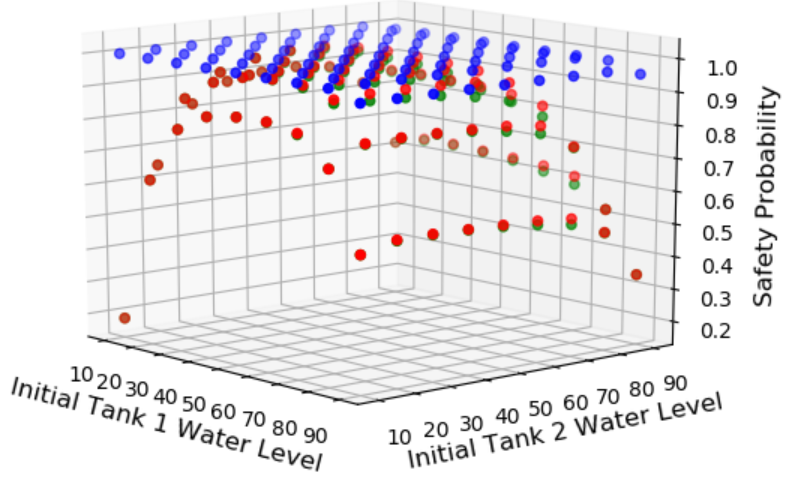 1.0
0.9
0.8
0.7
0.6
0.5
0.4
0.3
0.2
Safety Probability
10 20 30 40 50 60 70 80 90
Initial Tank 1 Water Level
10 20 30 40 50 60 70 80 90
Initial Tank 2 Water Level